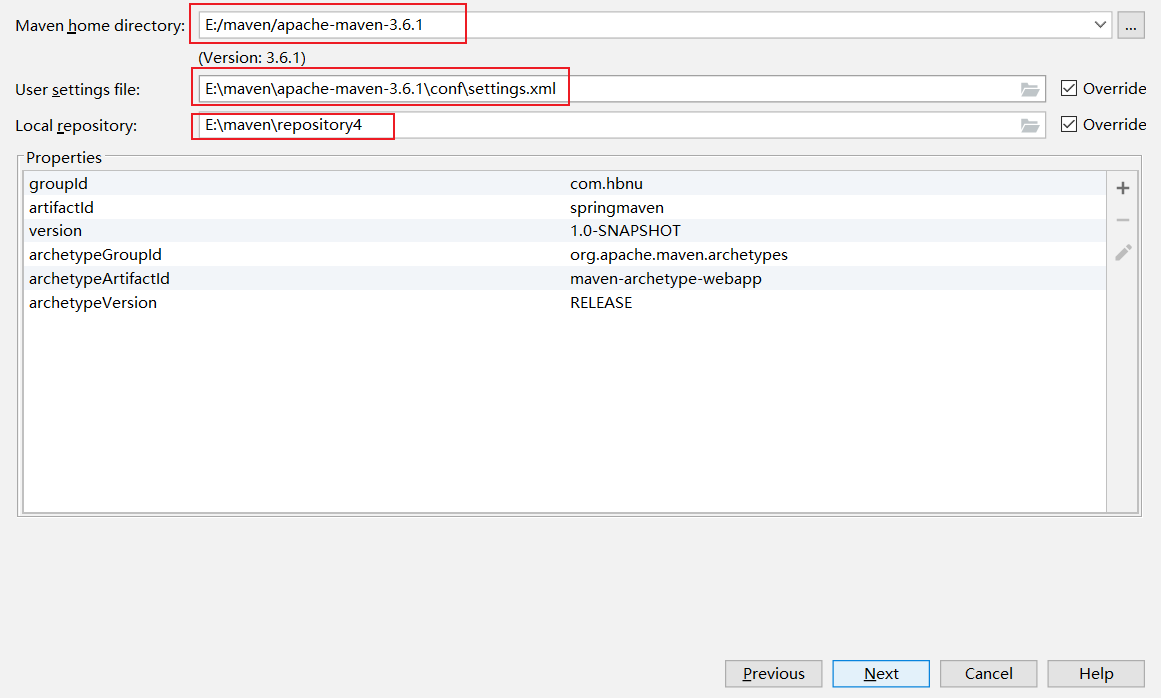 Maven home directory: E:/maven/apache-maven-3.6.1 ...
(Version: 3.6.1)
User settings file: E:\maven\apache-maven-3.6.1\conf\settings.xml Override
Local repository: E:\maven\repository4 Override
Properties
groupId com.hbnu
artifactId springmaven
version 1.0-SNAPSHOT
archetypeGroupId org.apache.maven.archetypes
archetypeArtifactId maven-archetype-webapp
archetypeVersion RELEASE
Previous Next Cancel Help